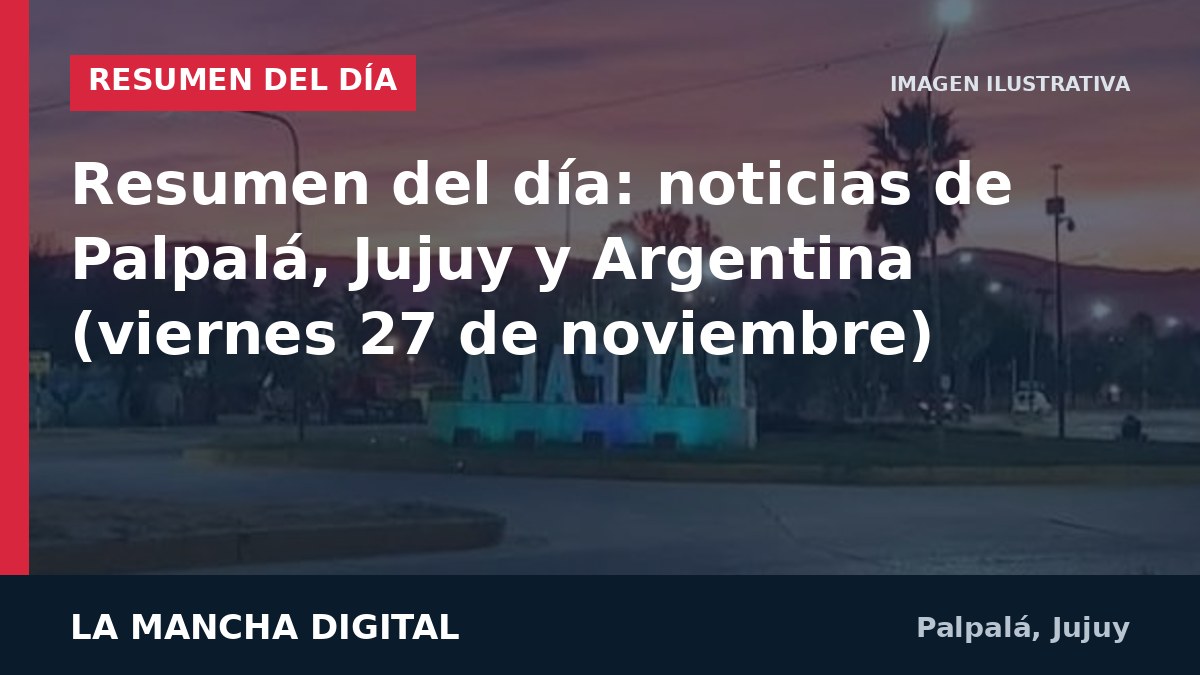 RESUMEN DEL DÍA
IMAGEN ILUSTRATIVA
Resumen del día: noticias de
Palpalá, Jujuy y Argentina
(viernes 27 de noviembre)
PALPALA
LA MANCHA DIGITAL
Palpalá, Jujuy